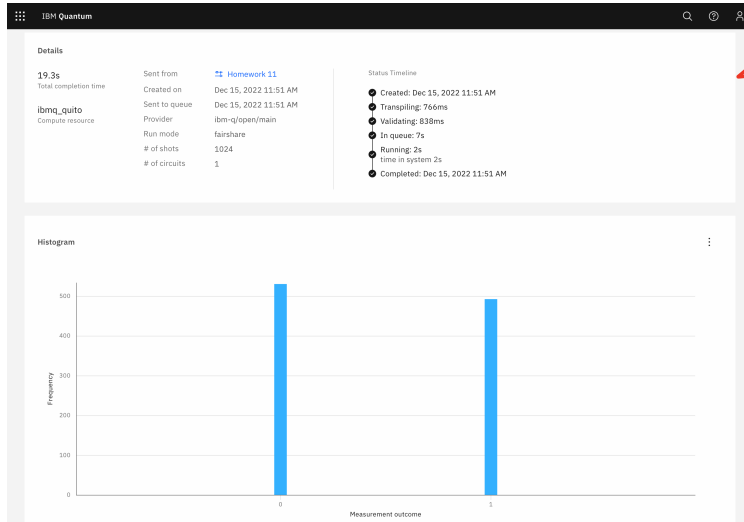 IBM Quantum
Details
19.3s
Total completion time
ibmq_quito
Compute resource
Sent from Homework 11
Created on Dec 15, 2022 11:51 AM
Sent to queue Dec 15, 2022 11:51 AM
Provider ibm-q/open/main
Run mode fairshare
# of shots 1024
# of circuits 1
Status Timeline
Created: Dec 15, 2022 11:51 AM
Transpiling: 766ms
Validating: 838ms
In queue: 7s
Running: 2s
time in system 2s
Completed: Dec 15, 2022 11:51 AM
Histogram
500
400
300
200
100
0
Frequency
0 1
Measurement outcome